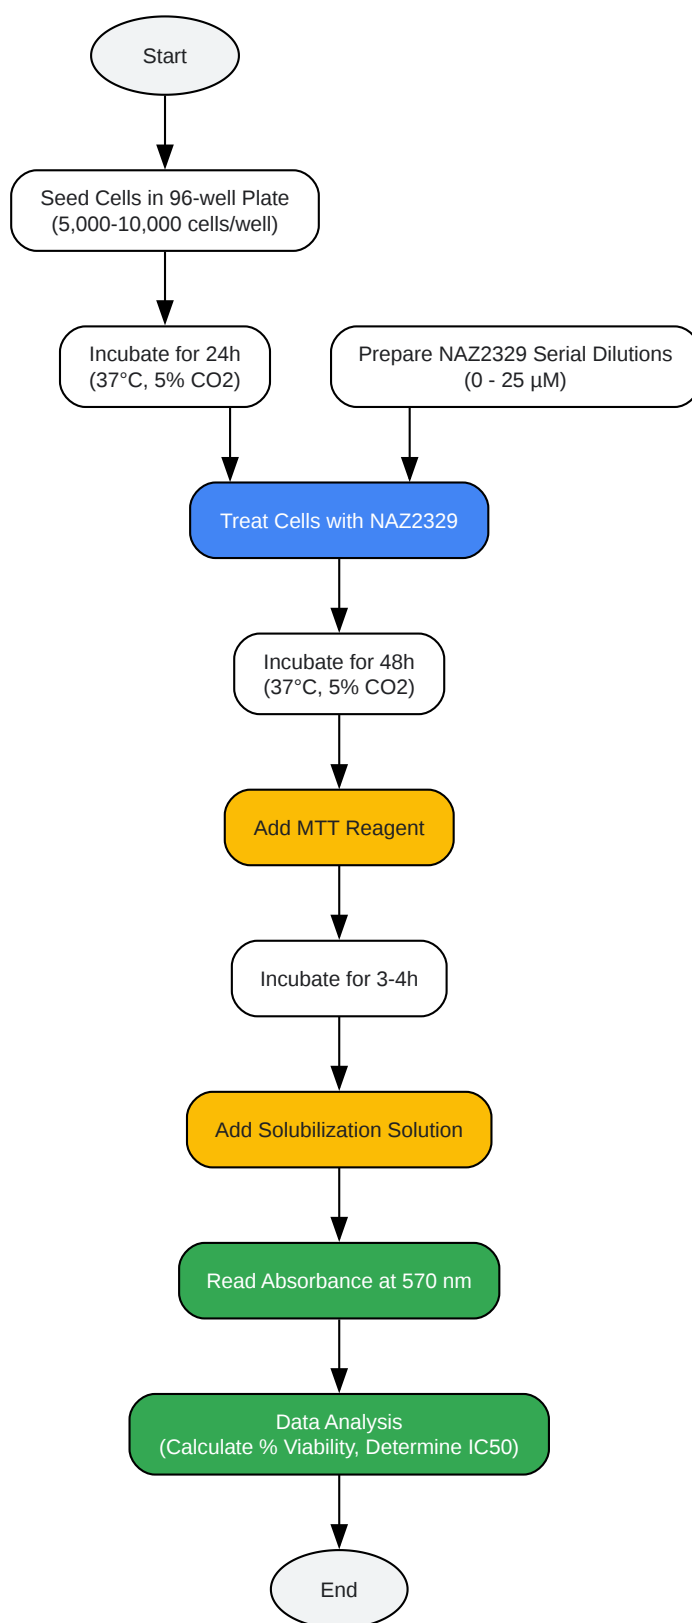 Start
Seed Cells in 96-well Plate
(5,000-10,000 cells/well)
Incubate for 24h
(37°C, 5% CO2)
Prepare NAZ2329 Serial Dilutions
(0 - 25 µM)
Treat Cells with NAZ2329
Incubate for 48h
(37°C, 5% CO2)
Add MTT Reagent
Incubate for 3-4h
Add Solubilization Solution
Read Absorbance at 570 nm
Data Analysis
(Calculate % Viability, Determine IC50)
End